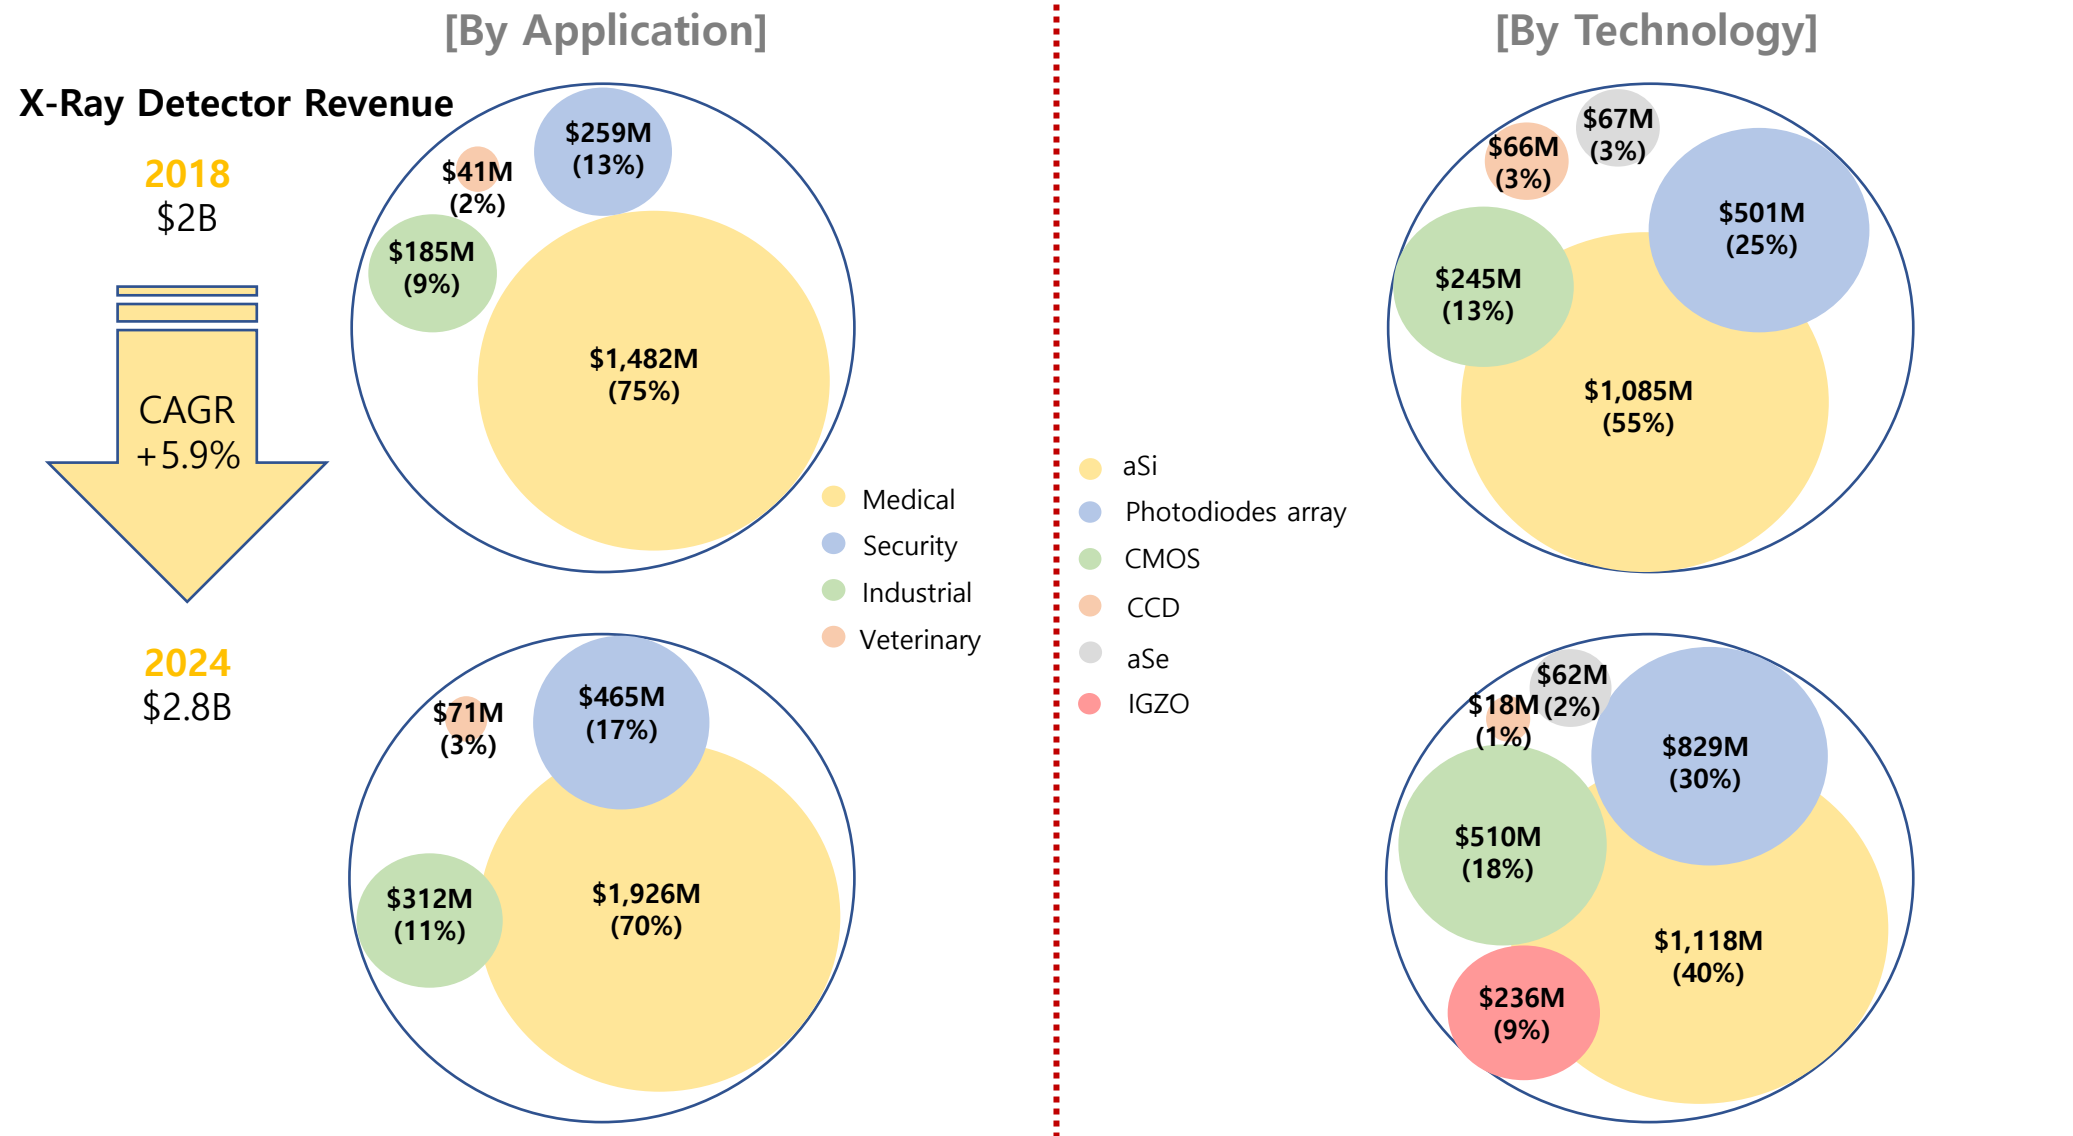 [By Application]
[By Technology]
X-Ray Detector Revenue
2018
$2B
CAGR
+5.9%
2024
$2.8B
$259M
(13%)
$41M
(2%)
$185M
(9%)
$1,482M
(75%)
Medical
Security
Industrial
Veterinary
$465M
(17%)
$71M
(3%)
$312M
(11%)
$1,926M
(70%)
$67M
(3%)
$66M
(3%)
$501M
(25%)
$245M
(13%)
$1,085M
(55%)
aSi
Photodiodes array
CMOS
CCD
aSe
IGZO
$62M
(2%)
$18M
(1%)
$829M
(30%)
$510M
(18%)
$1,118M
(40%)
$236M
(9%)